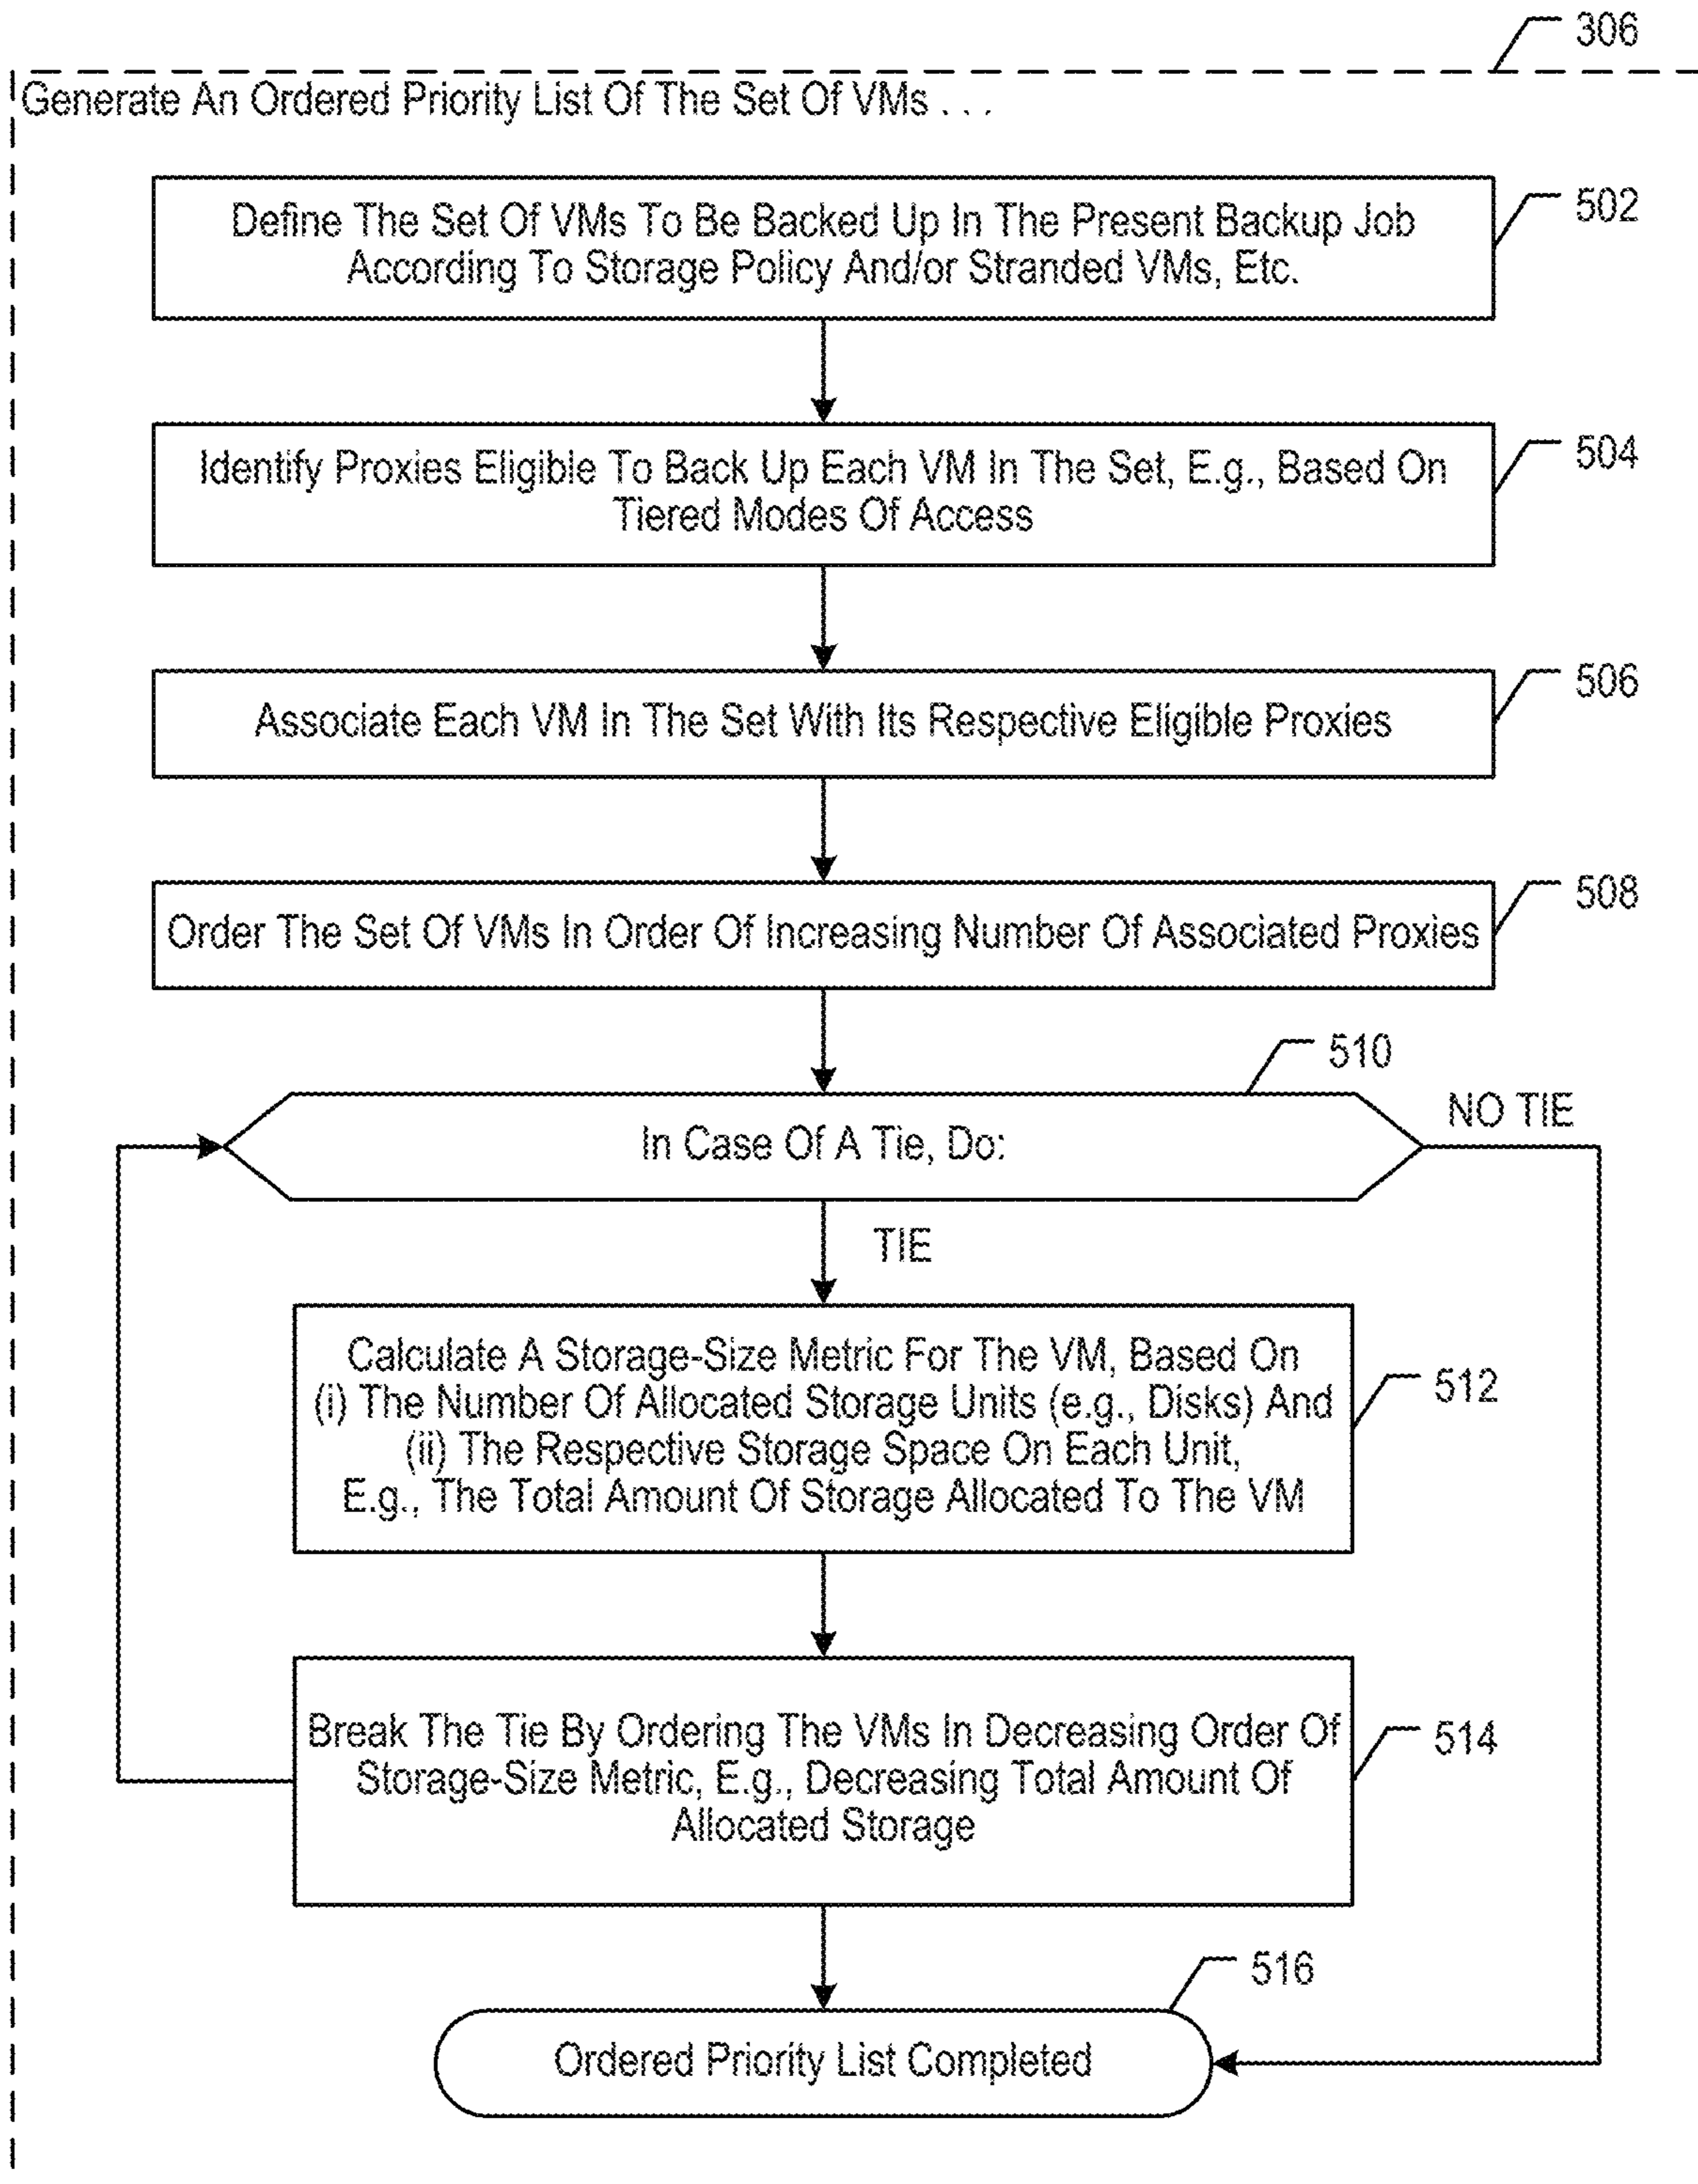 306
Generate An Ordered Priority List Of The Set Of VMs . . .
Define The Set Of VMs To Be Backed Up In The Present Backup Job
According To Storage Policy And/or Stranded VMs, Etc.
502
Identify Proxies Eligible To Back Up Each VM In The Set, E.g., Based On
Tiered Modes Of Access
504
Associate Each VM In The Set With Its Respective Eligible Proxies
506
Order The Set Of VMs In Order Of Increasing Number Of Associated Proxies
508
510
In Case Of A Tie, Do:
NO TIE
TIE
Calculate A Storage-Size Metric For The VM, Based On
(i) The Number Of Allocated Storage Units (e.g., Disks) And
(ii) The Respective Storage Space On Each Unit,
E.g., The Total Amount Of Storage Allocated To The VM
512
Break The Tie By Ordering The VMs In Decreasing Order Of
Storage-Size Metric, E.g., Decreasing Total Amount Of
Allocated Storage
514
516
Ordered Priority List Completed